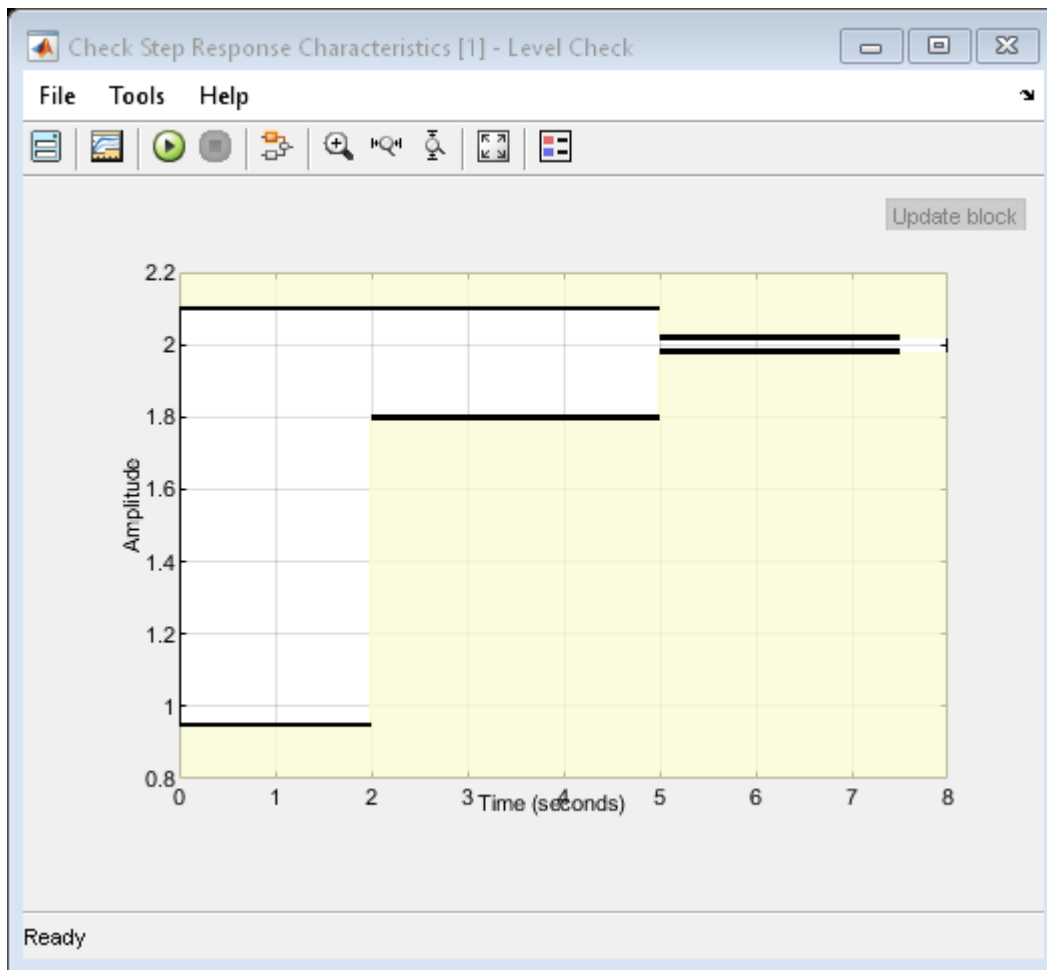 Check Step Response Characteristics [1] - Level Check
File Tools Help
Update block
2.2
2
1.8
1.6
1.4
1.2
1
0.8
Amplitude
0 1 2 3 4 5 6 7 8
Time (seconds)
Ready